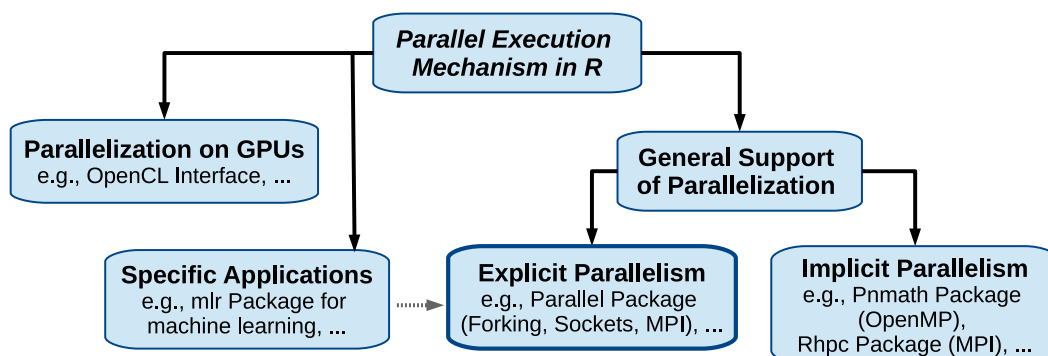 Parallel Execution
Mechanism in R
Parallelization on GPUs
e.g., OpenCL Interface, ...
General Support
of Parallelization
Specific Applications
e.g., mlr Package for
machine learning, ...
Explicit Parallelism
e.g., Parallel Package
(Forking, Sockets, MPI), ...
Implicit Parallelism
e.g., Pnmath Package
(OpenMP),
Rhpc Package (MPI), ...